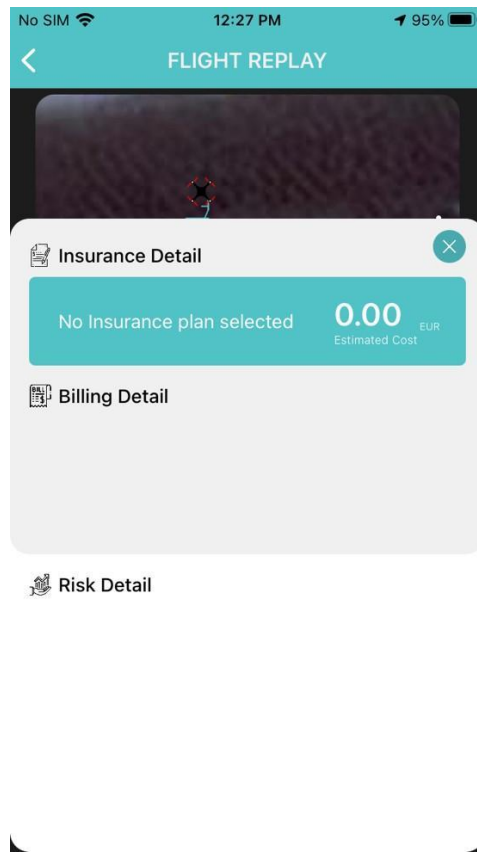 No SIM 12:27 PM 95%
FLIGHT REPLAY
Insurance Detail
No Insurance plan selected
0.00 EUR
Estimated Cost
Billing Detail
Risk Detail